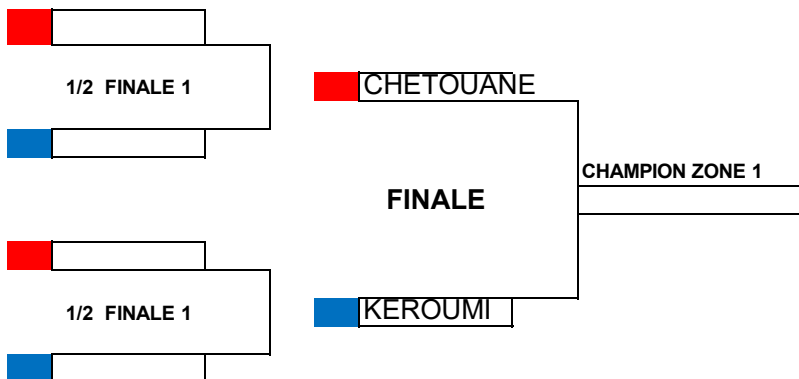 1/2 FINALE 1
CHETOUANE
CHAMPION ZONE 1
FINALE
1/2 FINALE 1
KEROUMI